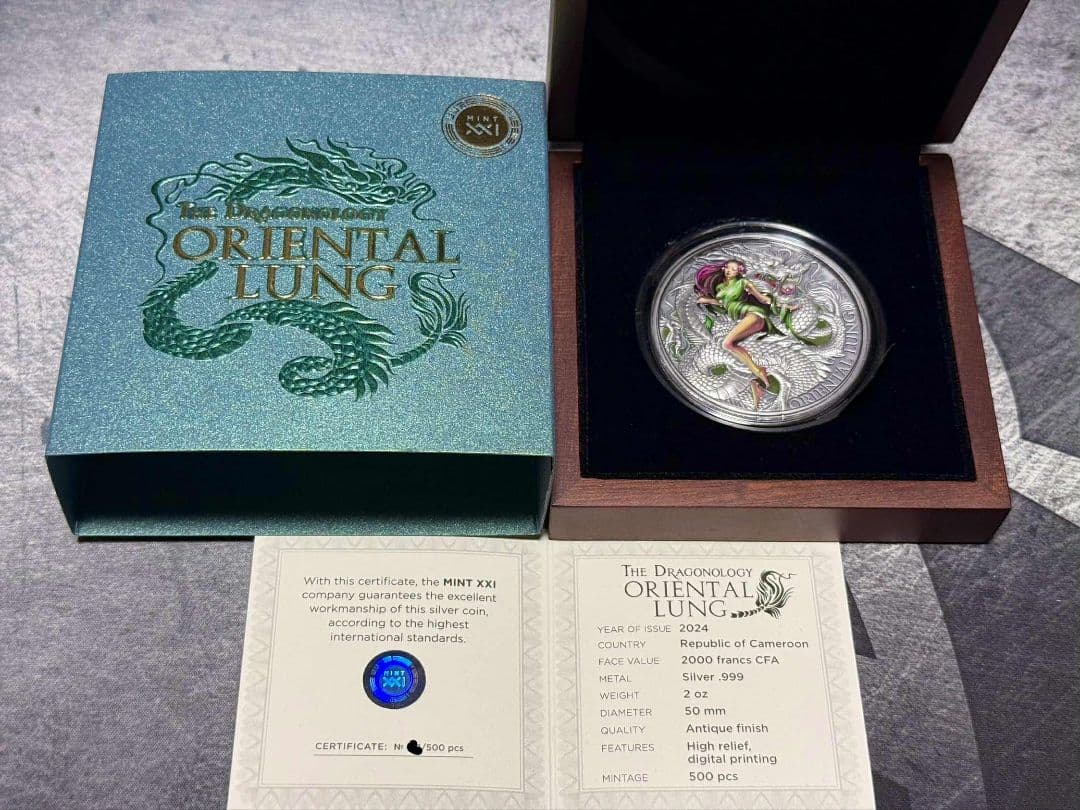 MINT
XXI
THE DRAGONOLOGY
ORIENTAL
LUNG
ORIENTAL LUNG
With this certificate, the MINT XXI
company guarantees the excellent
workmanship of this silver coin,
according to the highest
international standards.
MINT
XXI
CERTIFICATE: № /500 pcs
THE DRAGONOLOGY
ORIENTAL
LUNG
YEAR OF ISSUE 2024
COUNTRY Republic of Cameroon
FACE VALUE 2000 francs CFA
METAL Silver .999
WEIGHT 2 oz
DIAMETER 50 mm
QUALITY Antique finish
FEATURES High relief,
digital printing
MINTAGE 500 pcs